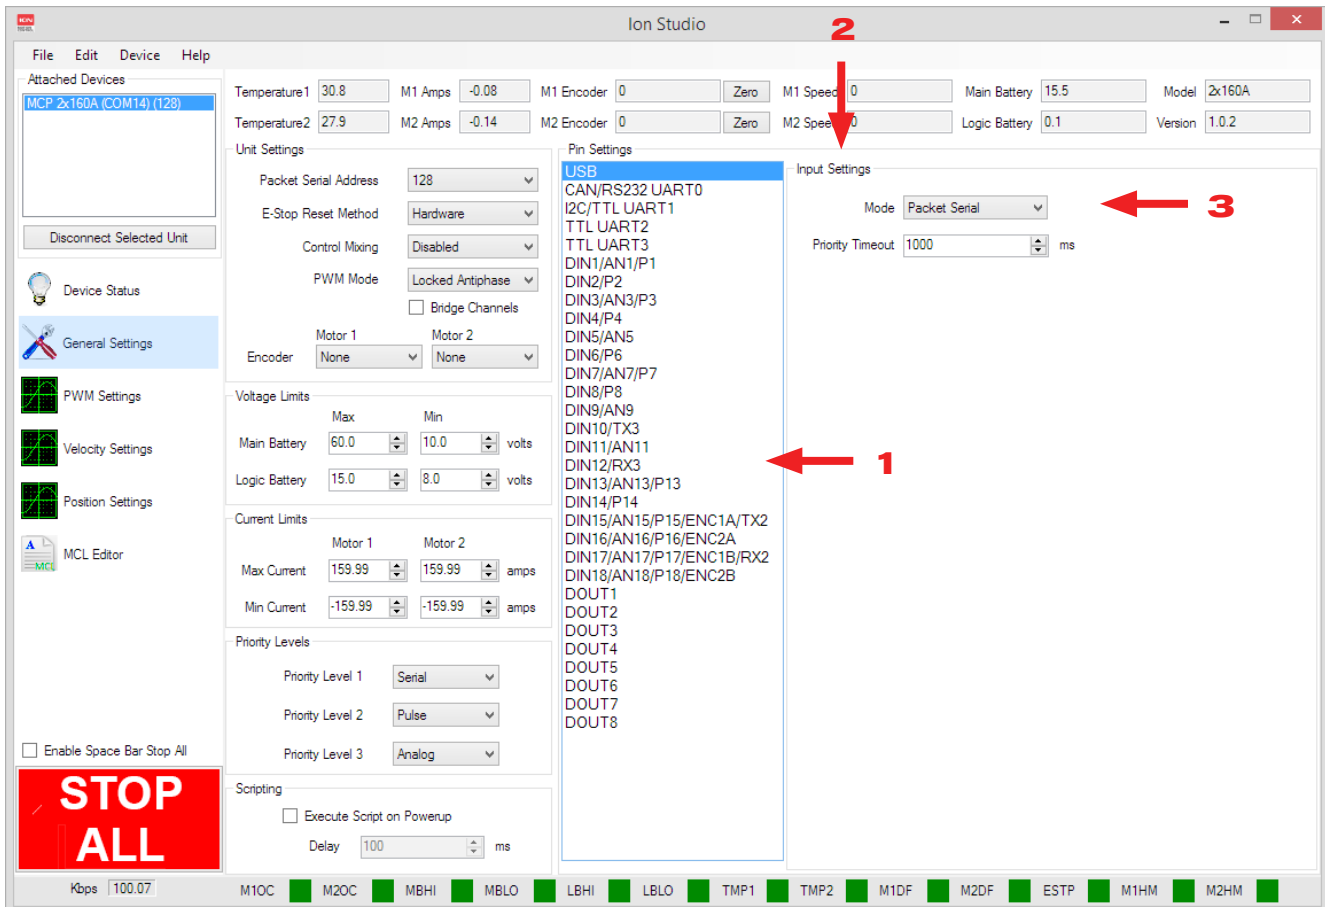 ION
Ion Studio
2
File Edit Device Help
Attached Devices
MCP 2x160A (COM14) (128)
Disconnect Selected Unit
Temperature1 30.8 M1 Amps -0.08 M1 Encoder 0 Zero M1 Speed 0 Main Battery 15.5 Model 2x160A
Temperature2 27.9 M2 Amps -0.14 M2 Encoder 0 Zero M2 Speed 0 Logic Battery 0.1 Version 1.0.2
Device Status
General Settings
PWM Settings
Velocity Settings
Position Settings
A
MCL
MCL Editor
Enable Space Bar Stop All
STOP
ALL
Unit Settings
Packet Serial Address 128
E-Stop Reset Method Hardware
Control Mixing Disabled
PWM Mode Locked Antiphase
Bridge Channels
Motor 1 Motor 2
Encoder None None
Voltage Limits
Max Min
Main Battery 60.0 10.0 volts
Logic Battery 15.0 8.0 volts
Current Limits
Motor 1 Motor 2
Max Current 159.99 159.99 amps
Min Current -159.99 -159.99 amps
Priority Levels
Priority Level 1 Serial
Priority Level 2 Pulse
Priority Level 3 Analog
Scripting
Execute Script on Powerup
Delay 100 ms
Pin Settings
USB
CAN/RS232 UART0
I2C/TTL UART1
TTL UART2
TTL UART3
DIN1/AN1/P1
DIN2/P2
DIN3/AN3/P3
DIN4/P4
DIN5/AN5
DIN6/P6
DIN7/AN7/P7
DIN8/P8
DIN9/AN9
DIN10/TX3
DIN11/AN11
DIN12/RX3
DIN13/AN13/P13
DIN14/P14
DIN15/AN15/P15/ENC1A/TX2
DIN16/AN16/P16/ENC2A
DIN17/AN17/P17/ENC1B/RX2
DIN18/AN18/P18/ENC2B
DOUT1
DOUT2
DOUT3
DOUT4
DOUT5
DOUT6
DOUT7
DOUT8
1
Input Settings
Mode Packet Serial
3
Priority Timeout 1000 ms
Kbps 100.07 M1OC M2OC MBHI MBLO LBHI LBLO TMP1 TMP2 M1DF M2DF ESTP M1HM M2HM